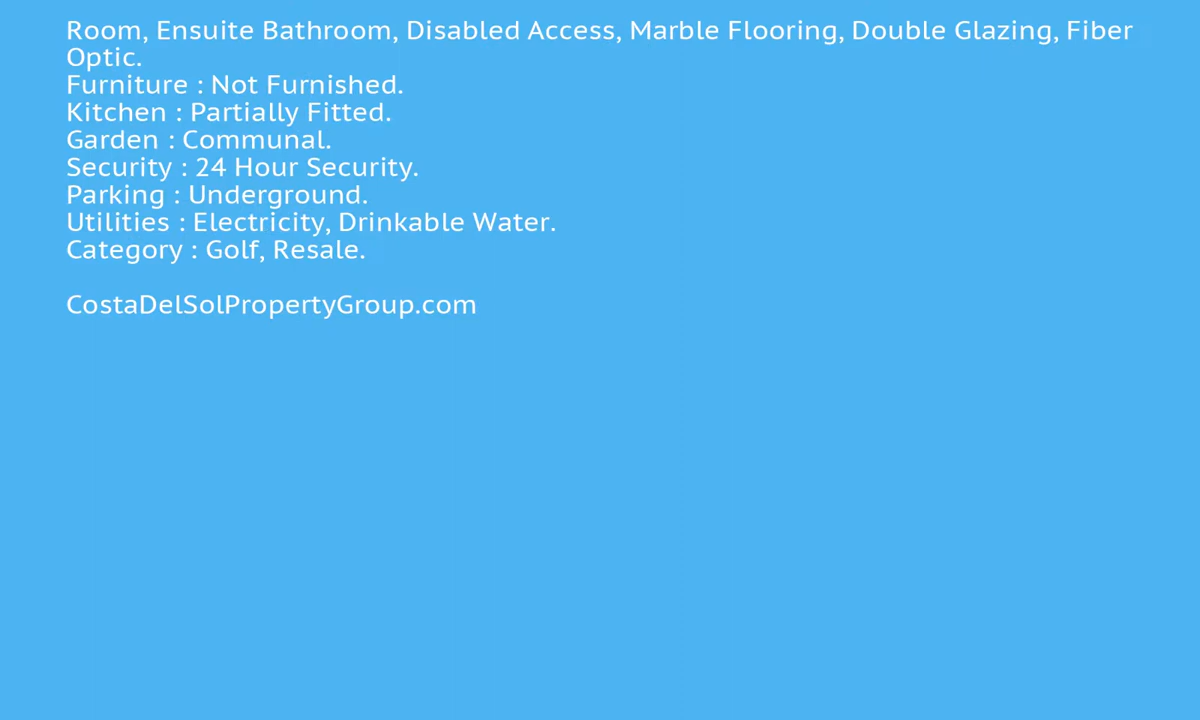 Room, Ensuite Bathroom, Disabled Access, Marble Flooring, Double Glazing, Fiber
Optic.
Furniture : Not Furnished.
Kitchen : Partially Fitted.
Garden : Communal.
Security : 24 Hour Security.
Parking : Underground.
Utilities : Electricity, Drinkable Water.
Category : Golf, Resale.
CostaDelSolPropertyGroup.com